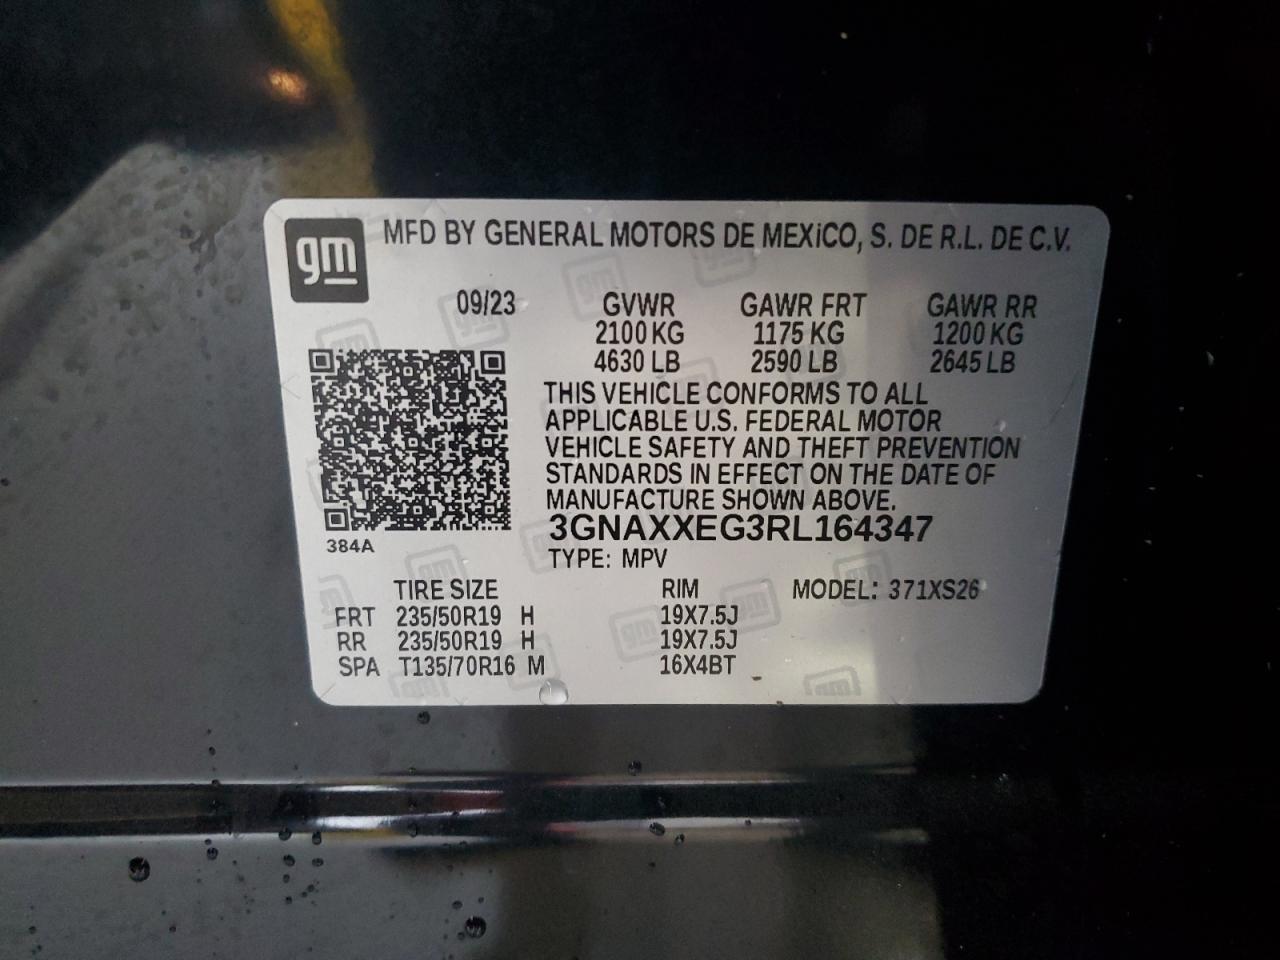 gm
MFD BY GENERAL MOTORS DE MEXiCO, S. DE R.L. DE C.V.
09/23 GVWR GAWR FRT GAWR RR
2100 KG 1175 KG 1200 KG
4630 LB 2590 LB 2645 LB
THIS VEHICLE CONFORMS TO ALL
APPLICABLE U.S. FEDERAL MOTOR
VEHICLE SAFETY AND THEFT PREVENTION
STANDARDS IN EFFECT ON THE DATE OF
MANUFACTURE SHOWN ABOVE.
3GNAXXEG3RL164347
384A
TYPE: MPV
TIRE SIZE RIM MODEL: 371XS26
FRT 235/50R19 H 19X7.5J
RR 235/50R19 H 19X7.5J
SPA T135/70R16 M 16X4BT